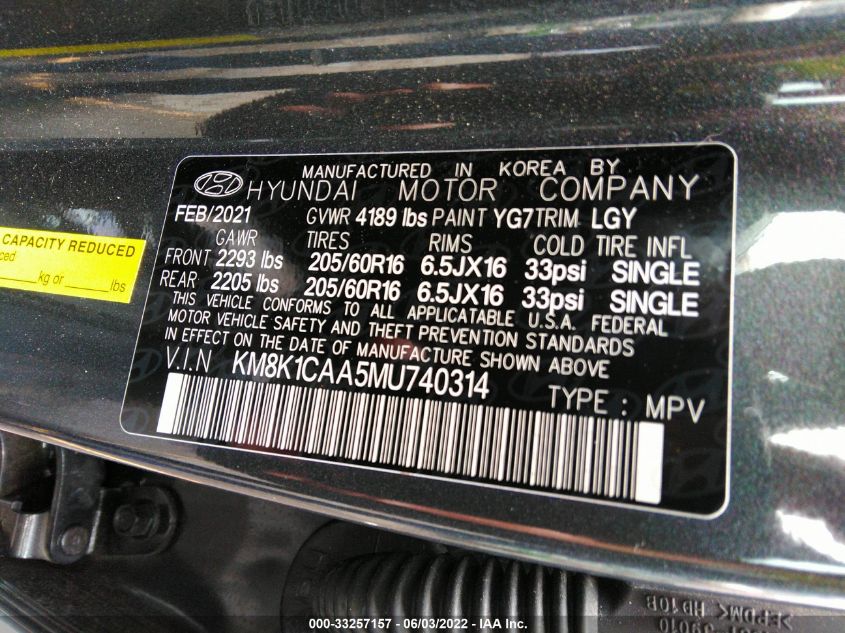 MANUFACTURED IN KOREA BY
HYUNDAI MOTOR COMPANY
FEB/2021 GVWR 4189 lbs PAINT YG7 TRIM LGY
GAWR TIRES RIMS COLD TIRE INFL
FRONT 2293 lbs 205/60R16 6.5JX16 33psi SINGLE
REAR 2205 lbs 205/60R16 6.5JX16 33psi SINGLE
THIS VEHICLE CONFORMS TO ALL APPLICATABLE U.S.A. FEDERAL
MOTOR VEHICLE SAFETY AND THEFT PREVENTION STANDARDS
IN EFFECT ON THE DATE OF MANUFACTURE SHOWN ABOVE
V.I.N KM8K1CAA5MU740314
TYPE : MPV
CAPACITY REDUCED
kg or lbs
>EPDM< HB10B
39010
000-33257157 - 06/03/2022 - IAA Inc.